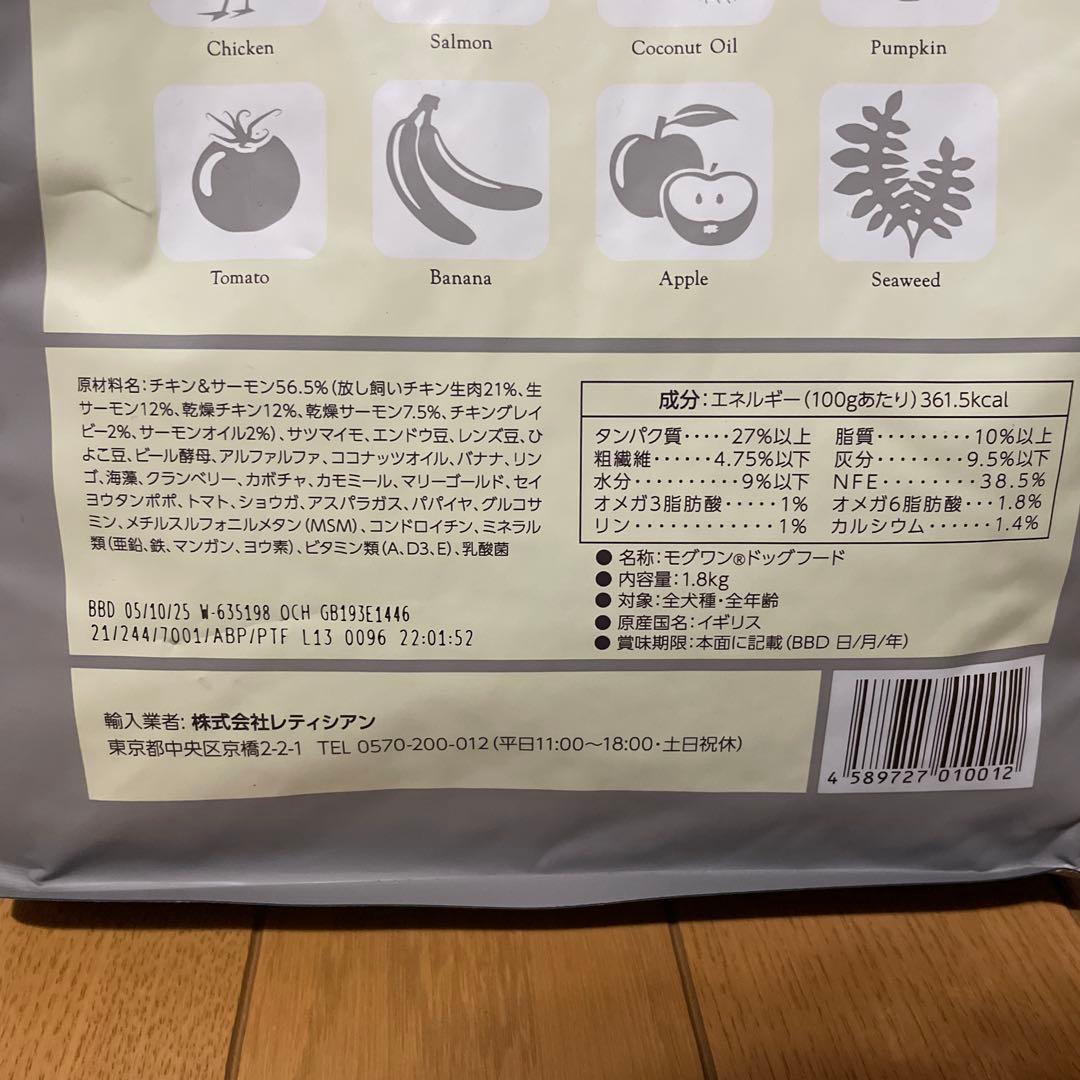 Chicken
Salmon
Coconut Oil
Pumpkin
Tomato
Banana
Apple
Seaweed
原材料名:チキン&サーモン56.5%(放し飼いチキン生肉21%、生
サーモン12%、乾燥チキン12%、乾燥サーモン7.5%、チキングレイ
ビー2%、サーモンオイル2%)、サツマイモ、エンドウ豆、レンズ豆、ひ
よこ豆、ビール酵母、アルファルファ、ココナッツオイル、バナナ、リン
ゴ、海藻、クランベリー、カボチャ、カモミール、マリーゴールド、セイ
ヨウタンポポ、トマト、ショウガ、アスパラガス、パパイヤ、グルコサ
ミン、メチルスルフォニルメタン(MSM)、コンドロイチン、ミネラル
類(亜鉛、鉄、マンガン、ヨウ素)、ビタミン類(A、D3、E)、乳酸菌
BBD 05/10/25 W-635198 OCH GB193E1446
21/244/7001/ABP/PTF L13 0096 22:01:52
成分:エネルギー(100gあたり)361.5kcal
タンパク質・・・・・27%以上 脂質・・・・・・・・・10%以上
粗繊維・・・・・・4.75%以下 灰分・・・・・・・・・9.5%以下
水分・・・・・・・・・・9%以下 NFE・・・・・・・・・38.5%
オメガ3脂肪酸・・・・・1% オメガ6脂肪酸・・・1.8%
リン・・・・・・・・・・・・・1% カルシウム・・・・・・1.4%
● 名称:モグワン®ドッグフード
● 内容量:1.8kg
● 対象:全犬種・全年齢
● 原産国名:イギリス
● 賞味期限:本面に記載(BBD 日/月/年)
輸入業者: 株式会社レティシアン
東京都中央区京橋2-2-1 TEL 0570-200-012(平日11:00〜18:00・土日祝休)
4 589727 010012